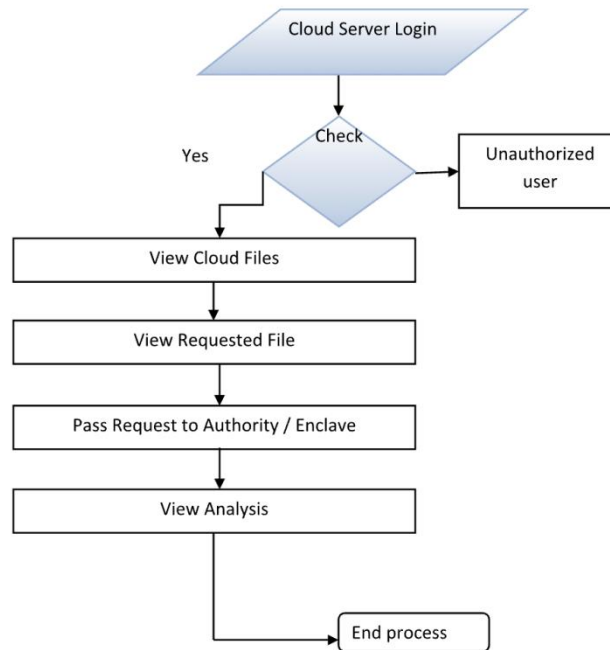 Cloud Server Login
Check
Yes
Unauthorized
user
View Cloud Files
View Requested File
Pass Request to Authority / Enclave
View Analysis
End process